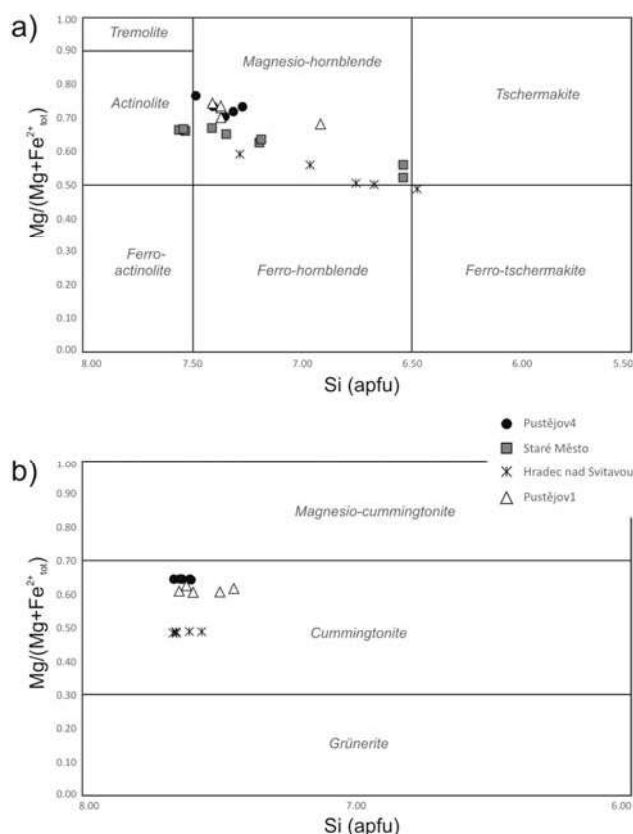 a)
1.00
0.90
0.80
0.70
0.60
0.50
0.40
0.30
0.20
0.10
0.00
Mg/(Mg+Fe²⁺tot)
Tremolite
Actinolite
Magnesio-hornblende
Tschermakite
Ferro-
actinolite
Ferro-hornblende
Ferro-tschermakite
8.00 7.50 7.00 6.50 6.00 5.50
Si (apfu)
Pustějov4
Staré Město
Hradec nad Svitavou
Pustějov1
b)
1.00
0.90
0.80
0.70
0.60
0.50
0.40
0.30
0.20
0.10
0.00
Mg/(Mg+Fe²⁺tot)
Magnesio-cummingtonite
Cummingtonite
Grünerite
8.00 7.00 6.00
Si (apfu)